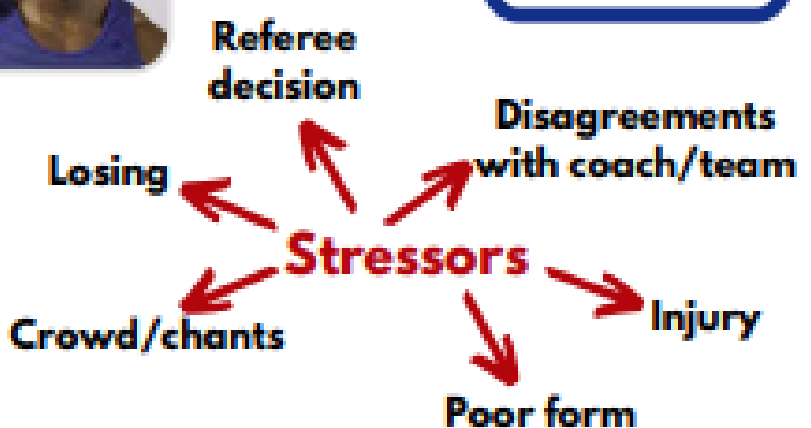 Referee
decision
Disagreements
with coach/team
Losing
Stressors
Crowd/chants
Injury
Poor form